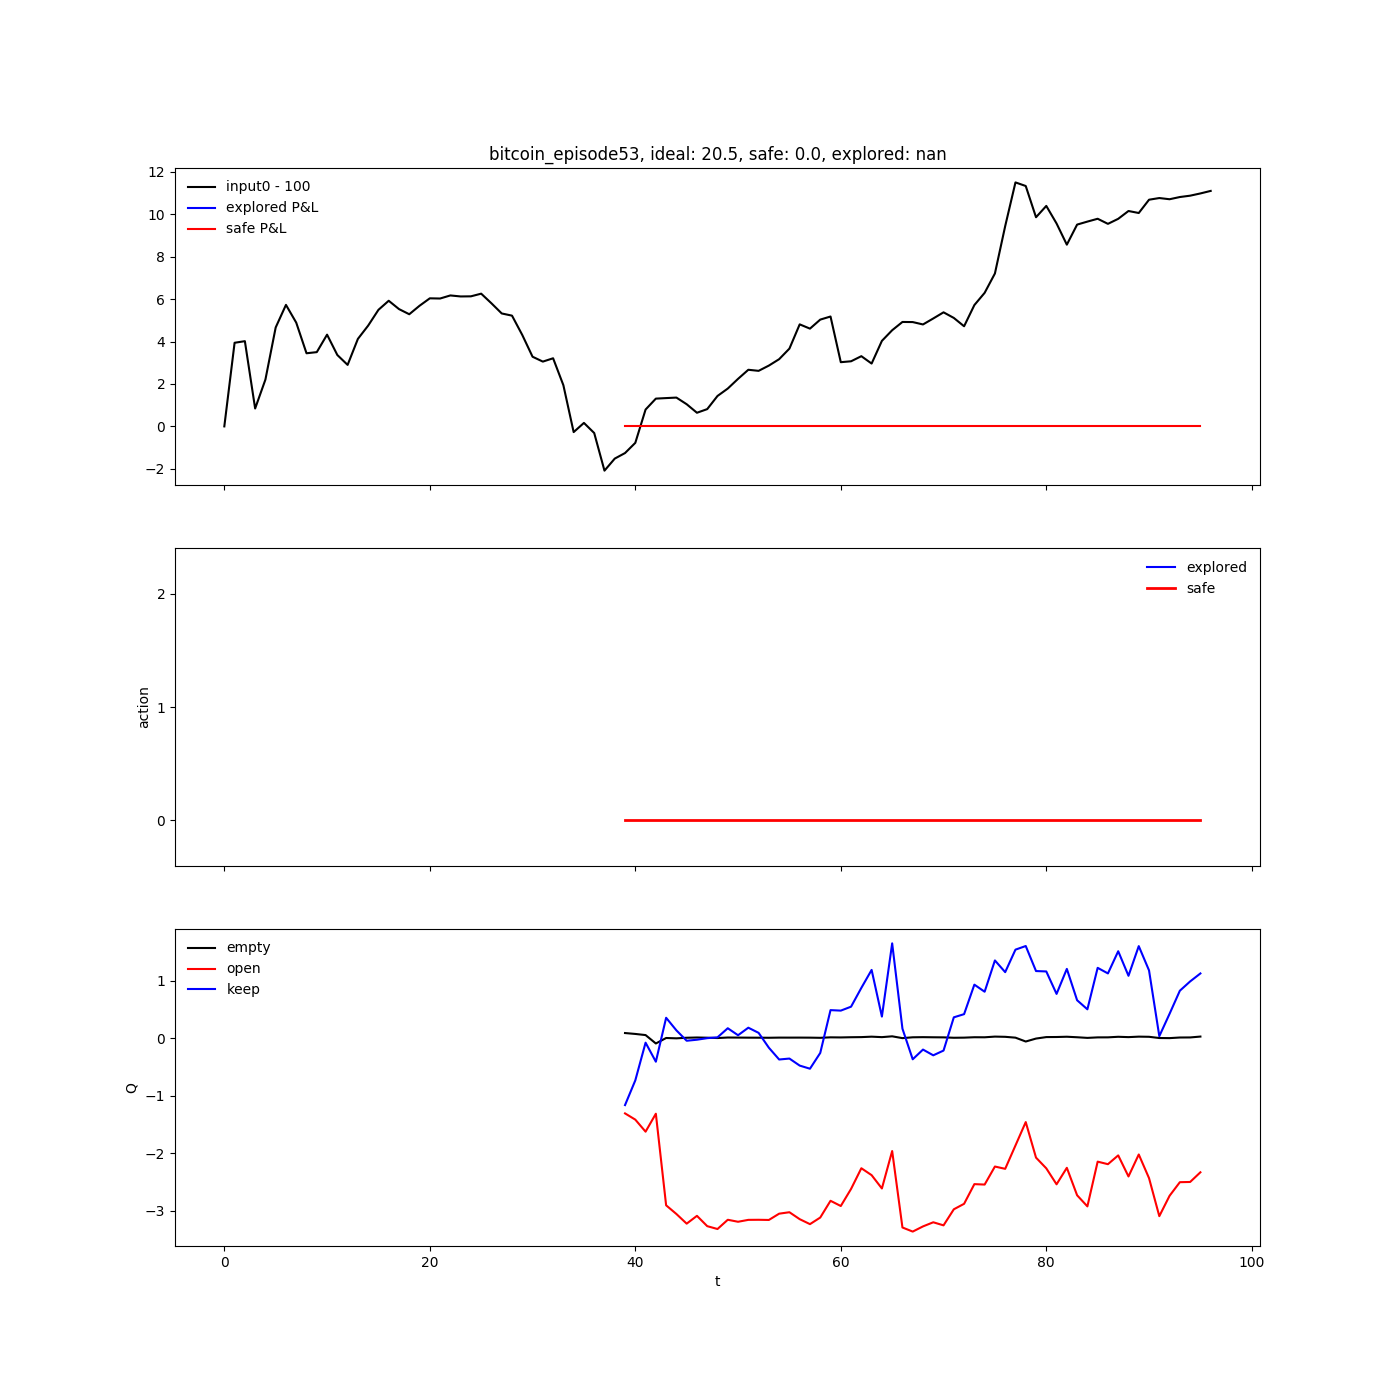 bitcoin_episode53, ideal: 20.5, safe: 0.0, explored: nan
12
10
8
6
4
2
0
−2
input0 - 100
explored P&L
safe P&L
2
1
0
action
explored
safe
1
0
−1
−2
−3
Q
empty
open
keep
0 20 40 60 80 100
t